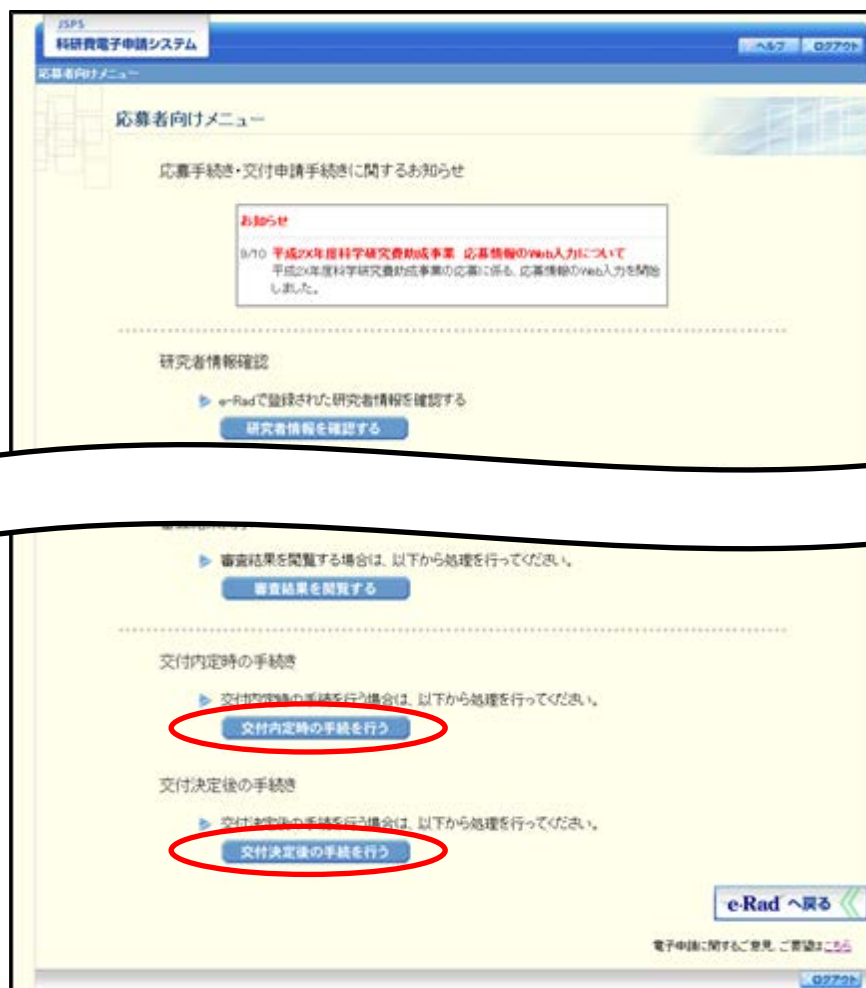 JSPS
科研費電子申請システム
ヘルプ ログアウト
応募者向けメニュー
応募者向けメニュー
応募手続き・交付申請手続きに関するお知らせ
お知らせ
9/10 平成2X年度科学研究費助成事業 応募情報のWeb入力について
平成2X年度科学研究費助成事業の応募に係る、応募情報のWeb入力を開始
しました。
研究者情報確認
e-Radで登録された研究者情報を確認する
研究者情報を確認する
審査結果を閲覧する場合は、以下から処理を行ってください。
審査結果を閲覧する
交付内定時の手続き
交付内定時の手続を行う場合は、以下から処理を行ってください。
交付内定時の手続を行う
交付決定後の手続き
交付決定後の手続を行う場合は、以下から処理を行ってください。
交付決定後の手続を行う
e-Rad へ戻る
電子申請に関するご意見、ご要望はこちら
ログアウト